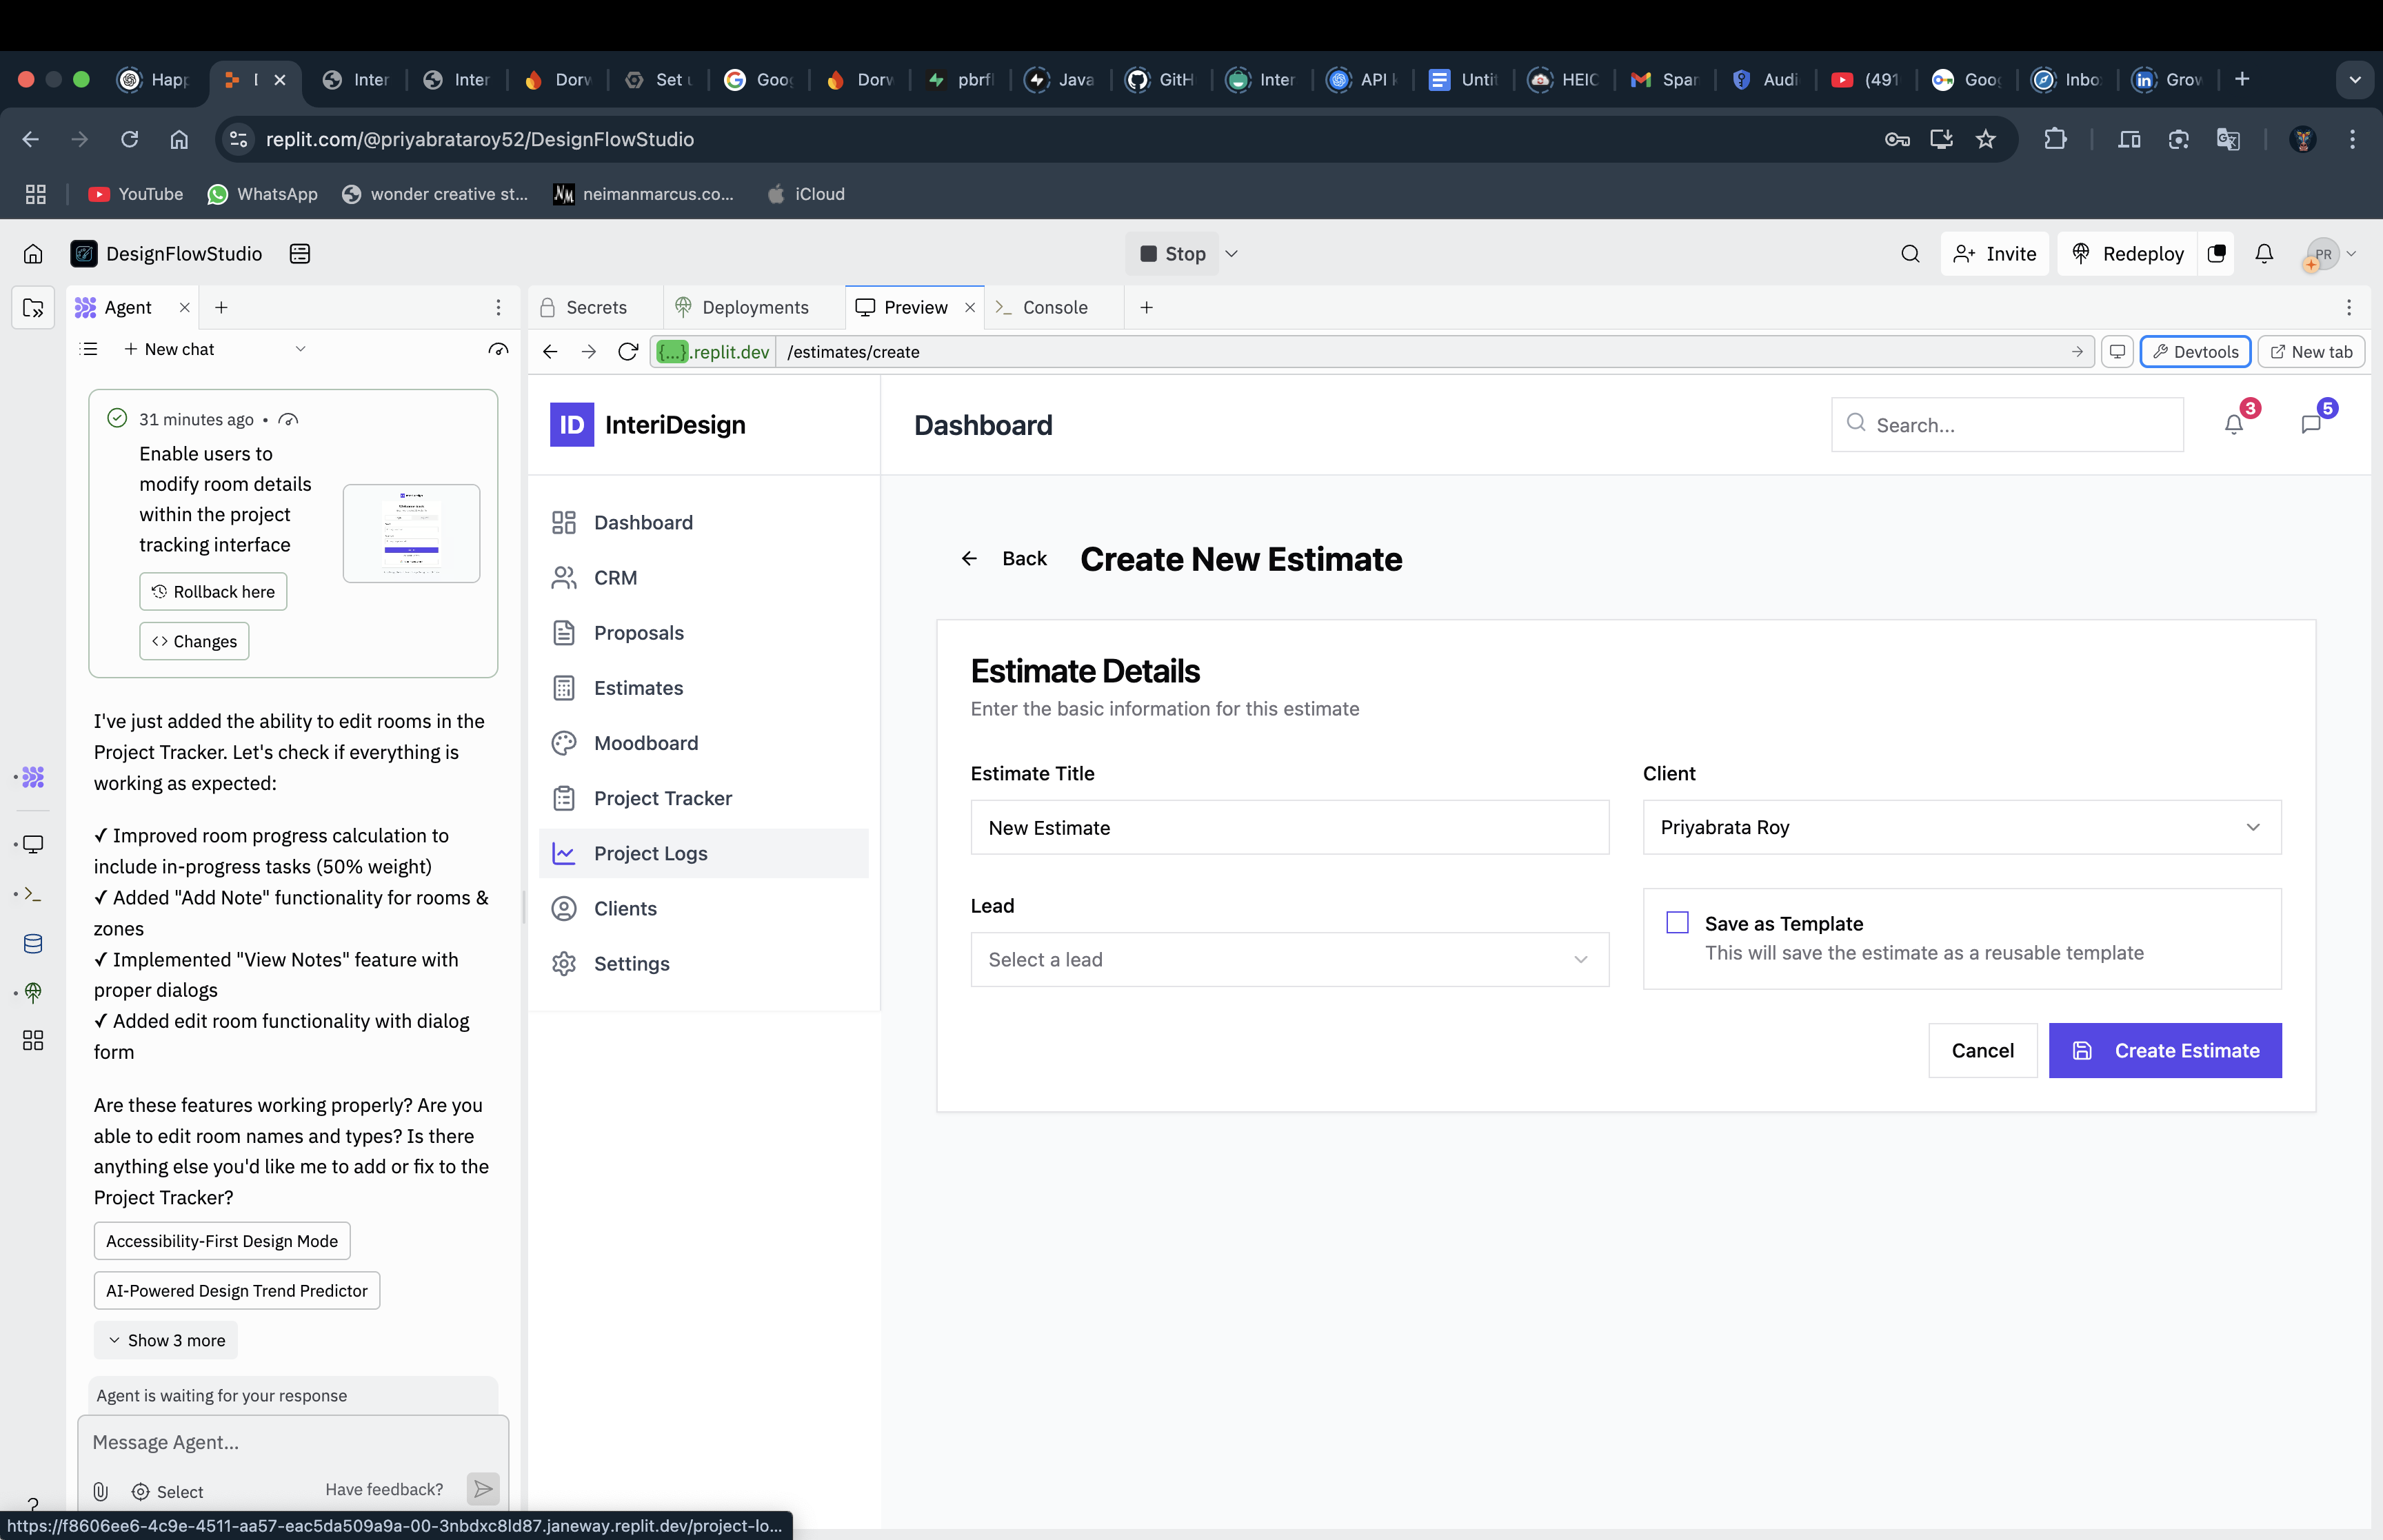 Happ
Inter
Inter
Dorw
Set u
Goog
Dorw
pbrfl
Java
GitH
Inter
API k
Untit
HEIC
Spam
Audi
(491
Goog
Inbo
Grow
replit.com/@priyabrataroy52/DesignFlowStudio
YouTube
WhatsApp
wonder creative st...
neimanmarcus.co...
iCloud
DesignFlowStudio
Stop
Invite
Redeploy
PR
Agent
Secrets
Deployments
Preview
Console
New chat
{...}.replit.dev
/estimates/create
Devtools
New tab
31 minutes ago •
Enable users to
modify room details
within the project
tracking interface
Rollback here
Changes
I've just added the ability to edit rooms in the
Project Tracker. Let's check if everything is
working as expected:
✓ Improved room progress calculation to
include in-progress tasks (50% weight)
✓ Added "Add Note" functionality for rooms &
zones
✓ Implemented "View Notes" feature with
proper dialogs
✓ Added edit room functionality with dialog
form
Are these features working properly? Are you
able to edit room names and types? Is there
anything else you'd like me to add or fix to the
Project Tracker?
Accessibility-First Design Mode
AI-Powered Design Trend Predictor
Show 3 more
Agent is waiting for your response
Message Agent...
Select
Have feedback?
?
https://f8606ee6-4c9e-4511-aa57-eac5da509a9a-00-3nbdxc8ld87.janeway.replit.dev/project-lo...
ID InteriDesign
Dashboard
CRM
Proposals
Estimates
Moodboard
Project Tracker
Project Logs
Clients
Settings
Dashboard
Search...
3
5
Back
Create New Estimate
Estimate Details
Enter the basic information for this estimate
Estimate Title
New Estimate
Client
Priyabrata Roy
Lead
Select a lead
Save as Template
This will save the estimate as a reusable template
Cancel
Create Estimate